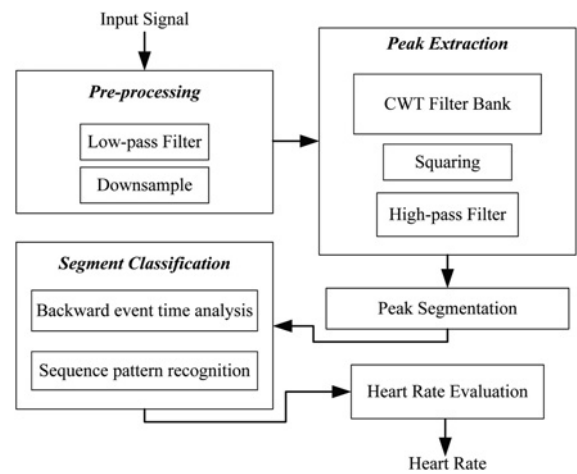 Input Signal
Pre-processing
Low-pass Filter
Downsample
Peak Extraction
CWT Filter Bank
Squaring
High-pass Filter
Peak Segmentation
Segment Classification
Backward event time analysis
Sequence pattern recognition
Heart Rate Evaluation
Heart Rate